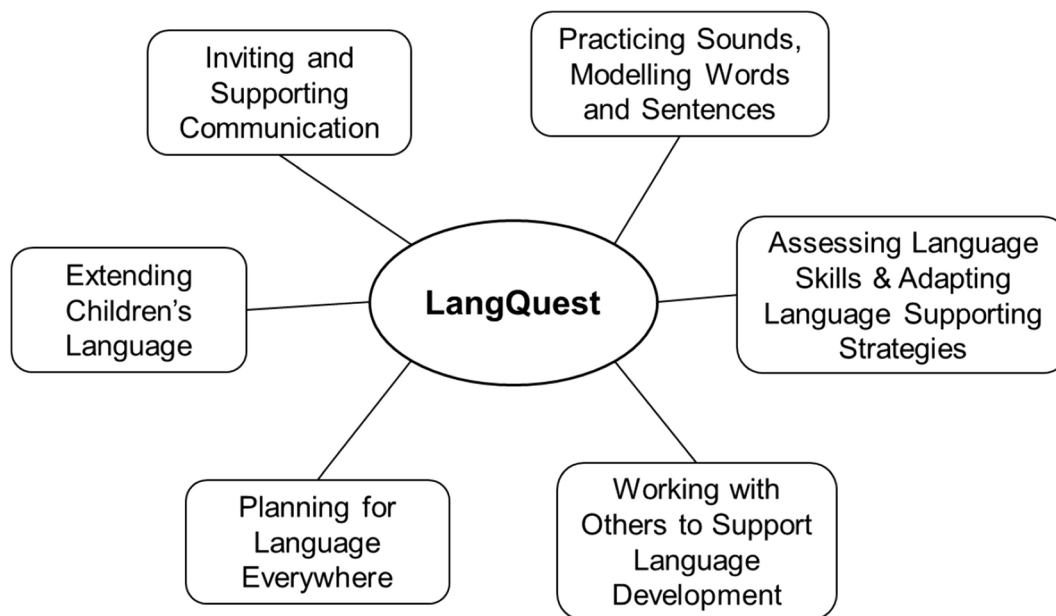 Inviting and
Supporting
Communication
Practicing Sounds,
Modelling Words
and Sentences
Extending
Children’s
Language
LangQuest
Assessing Language
Skills & Adapting
Language Supporting
Strategies
Planning for
Language
Everywhere
Working with
Others to Support
Language
Development